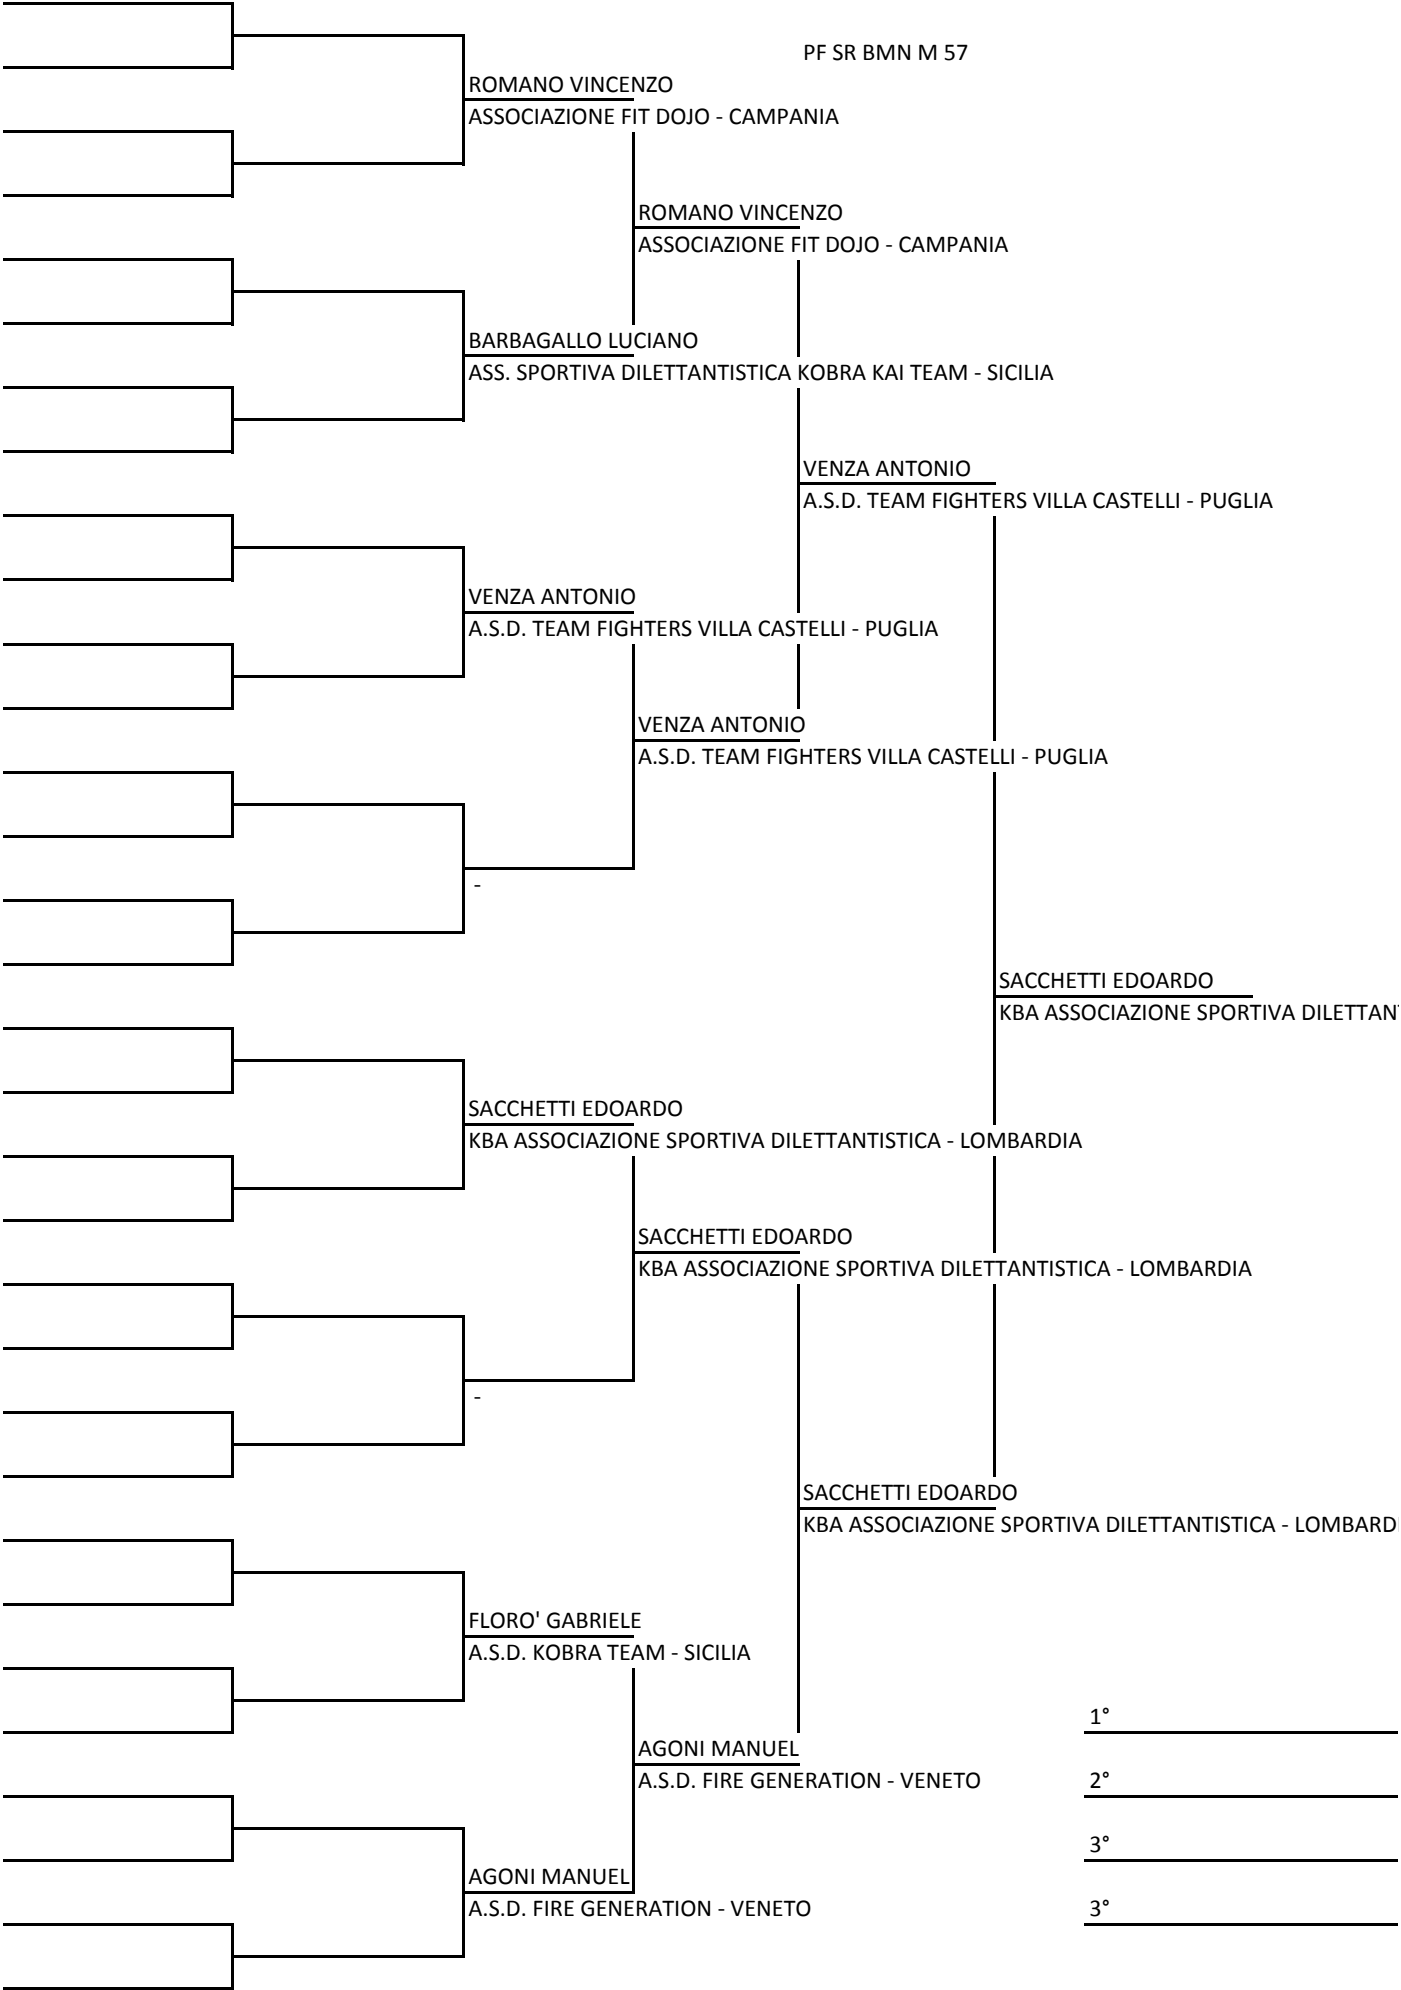 PF SR BMN M 57
ROMANO VINCENZO
ASSOCIAZIONE FIT DOJO - CAMPANIA
ROMANO VINCENZO
ASSOCIAZIONE FIT DOJO - CAMPANIA
BARBAGALLO LUCIANO
ASS. SPORTIVA DILETTANTISTICA KOBRA KAI TEAM - SICILIA
VENZA ANTONIO
A.S.D. TEAM FIGHTERS VILLA CASTELLI - PUGLIA
VENZA ANTONIO
A.S.D. TEAM FIGHTERS VILLA CASTELLI - PUGLIA
VENZA ANTONIO
A.S.D. TEAM FIGHTERS VILLA CASTELLI - PUGLIA
-
SACCHETTI EDOARDO
KBA ASSOCIAZIONE SPORTIVA DILETTAN
SACCHETTI EDOARDO
KBA ASSOCIAZIONE SPORTIVA DILETTANTISTICA - LOMBARDIA
SACCHETTI EDOARDO
KBA ASSOCIAZIONE SPORTIVA DILETTANTISTICA - LOMBARDIA
-
SACCHETTI EDOARDO
KBA ASSOCIAZIONE SPORTIVA DILETTANTISTICA - LOMBARD
FLORO' GABRIELE
A.S.D. KOBRA TEAM - SICILIA
1°
AGONI MANUEL
A.S.D. FIRE GENERATION - VENETO
2°
3°
AGONI MANUEL
A.S.D. FIRE GENERATION - VENETO
3°